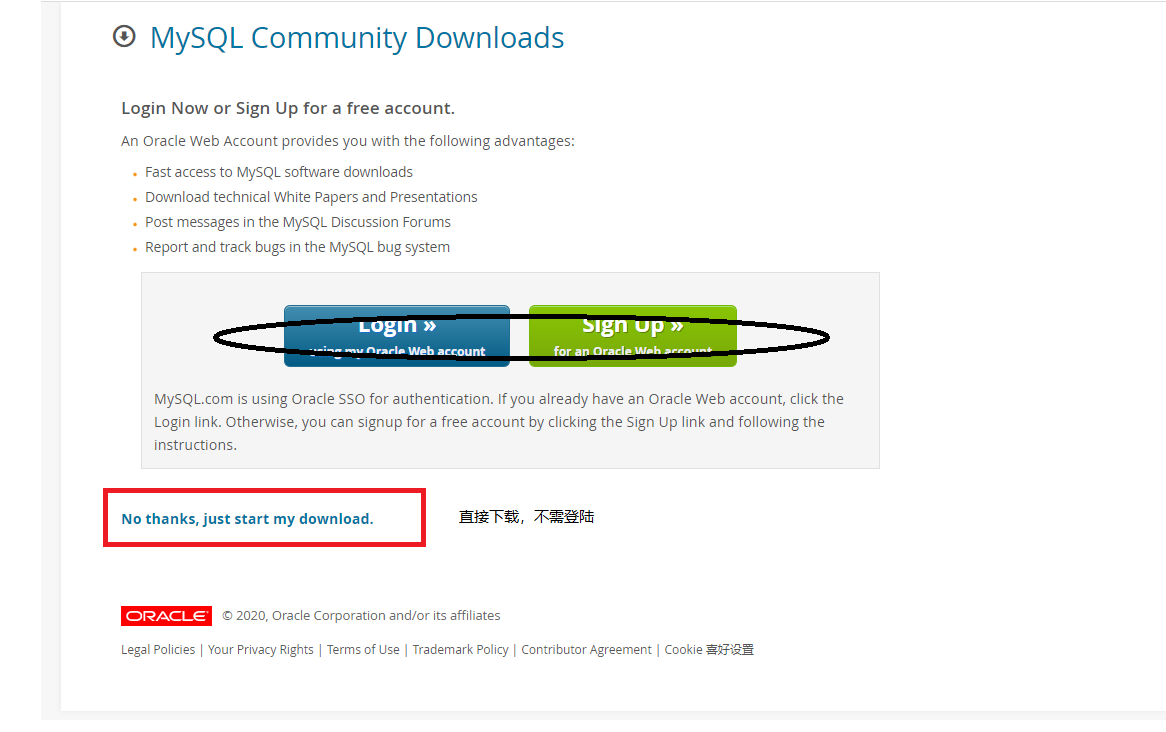 MySQL Community Downloads
Login Now or Sign Up for a free account.
An Oracle Web Account provides you with the following advantages:
Fast access to MySQL software downloads
Download technical White Papers and Presentations
Post messages in the MySQL Discussion Forums
Report and track bugs in the MySQL bug system
Login »
using my Oracle Web account
Sign Up »
for an Oracle Web account
MySQL.com is using Oracle SSO for authentication. If you already have an Oracle Web account, click the
Login link. Otherwise, you can signup for a free account by clicking the Sign Up link and following the
instructions.
No thanks, just start my download.
直接下载，不需登陆
ORACLE © 2020, Oracle Corporation and/or its affiliates
Legal Policies | Your Privacy Rights | Terms of Use | Trademark Policy | Contributor Agreement | Cookie 喜好设置